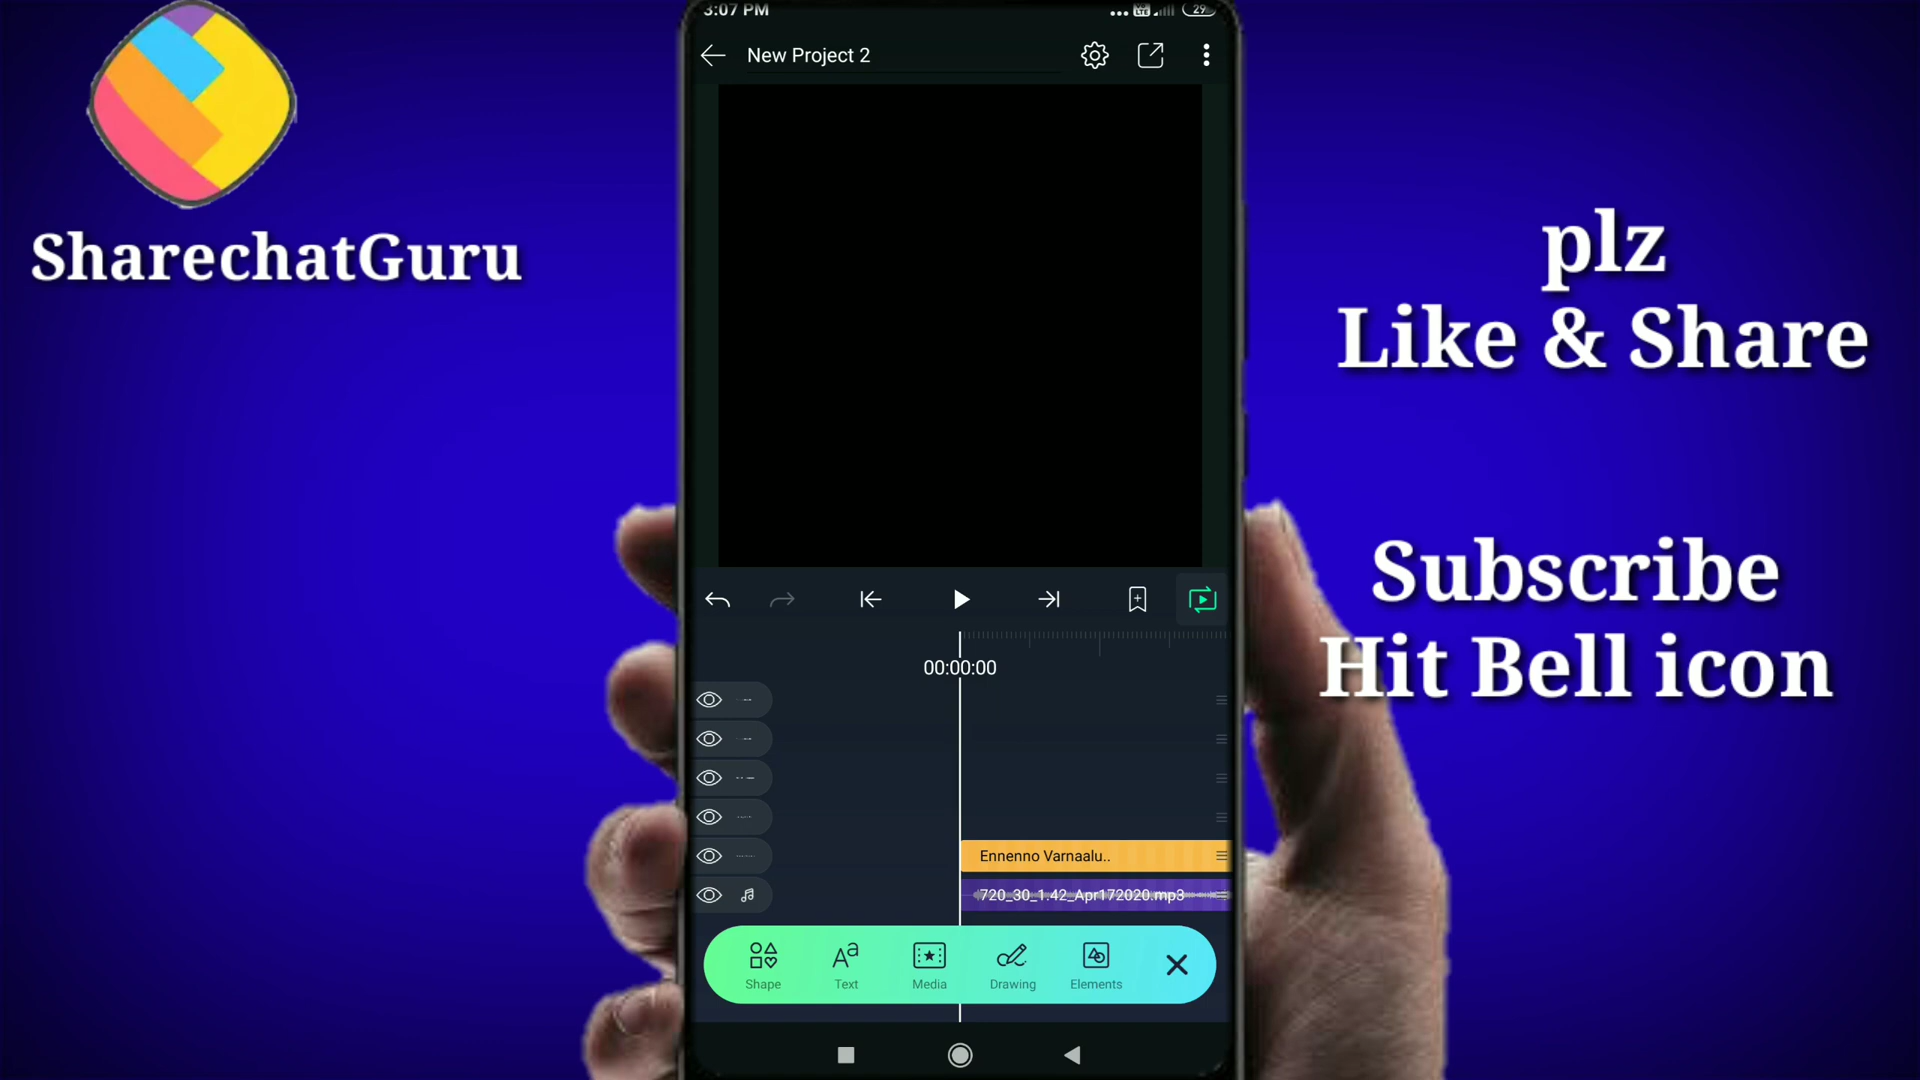 3:07 PM
29
New Project 2
SharechatGuru
plz
Like & Share
Subscribe
Hit Bell icon
00:00:00
Ennenno Varnaalu..
720_30_1.42_Apr172020.mp3
Shape
Text
Media
Drawing
Elements